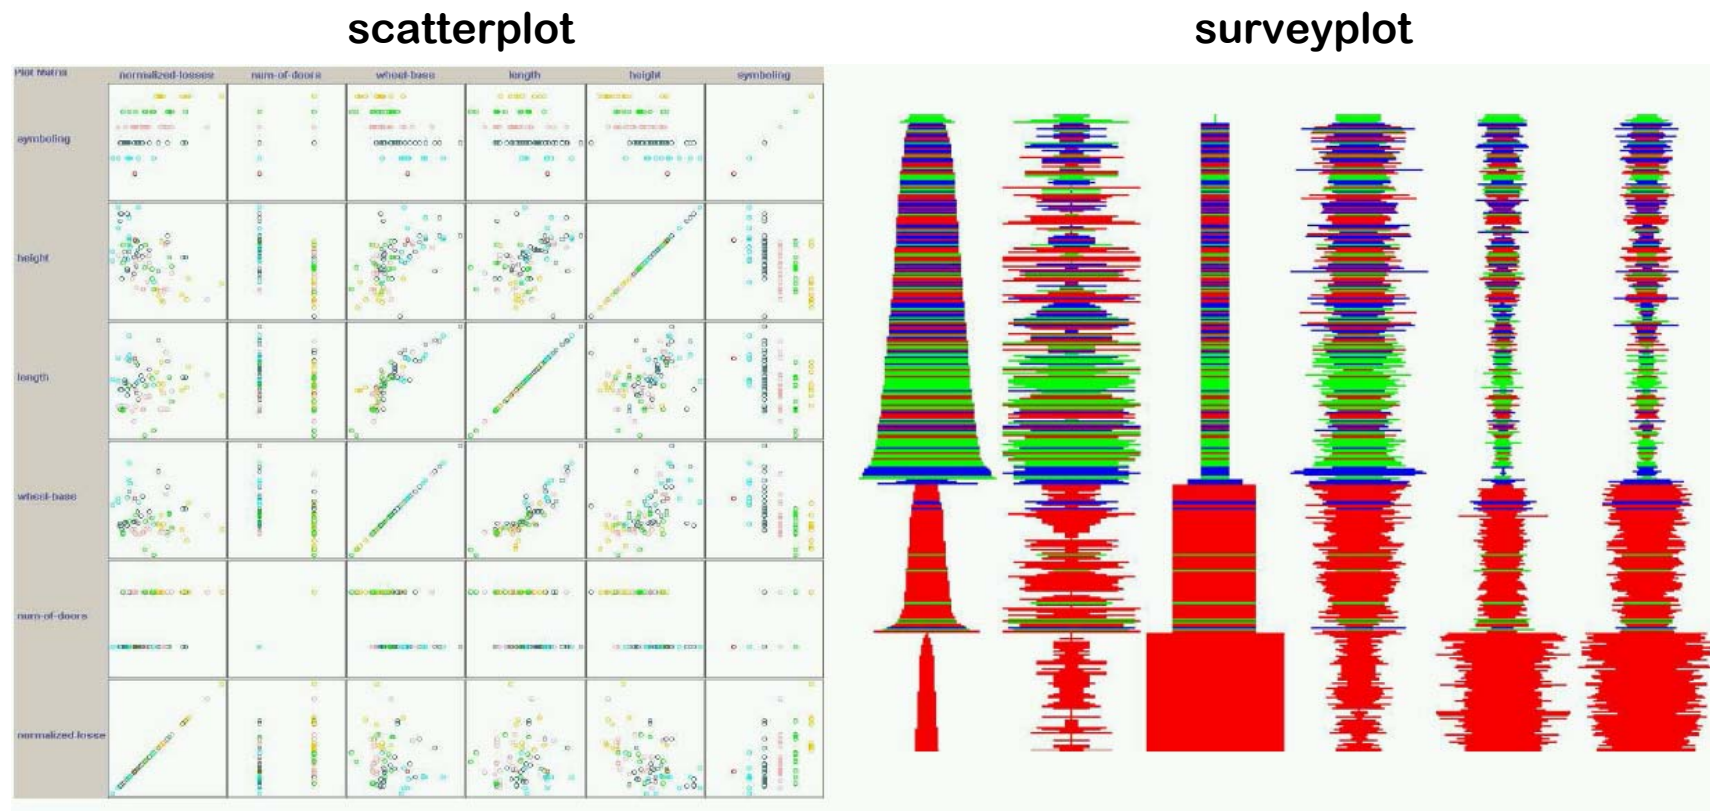 scatterplot
surveyplot
Plot Matrix
normalized-losses
num-of-doors
wheel-base
length
height
symboling
symboling
height
length
wheel-base
num-of-doors
normalized-losse